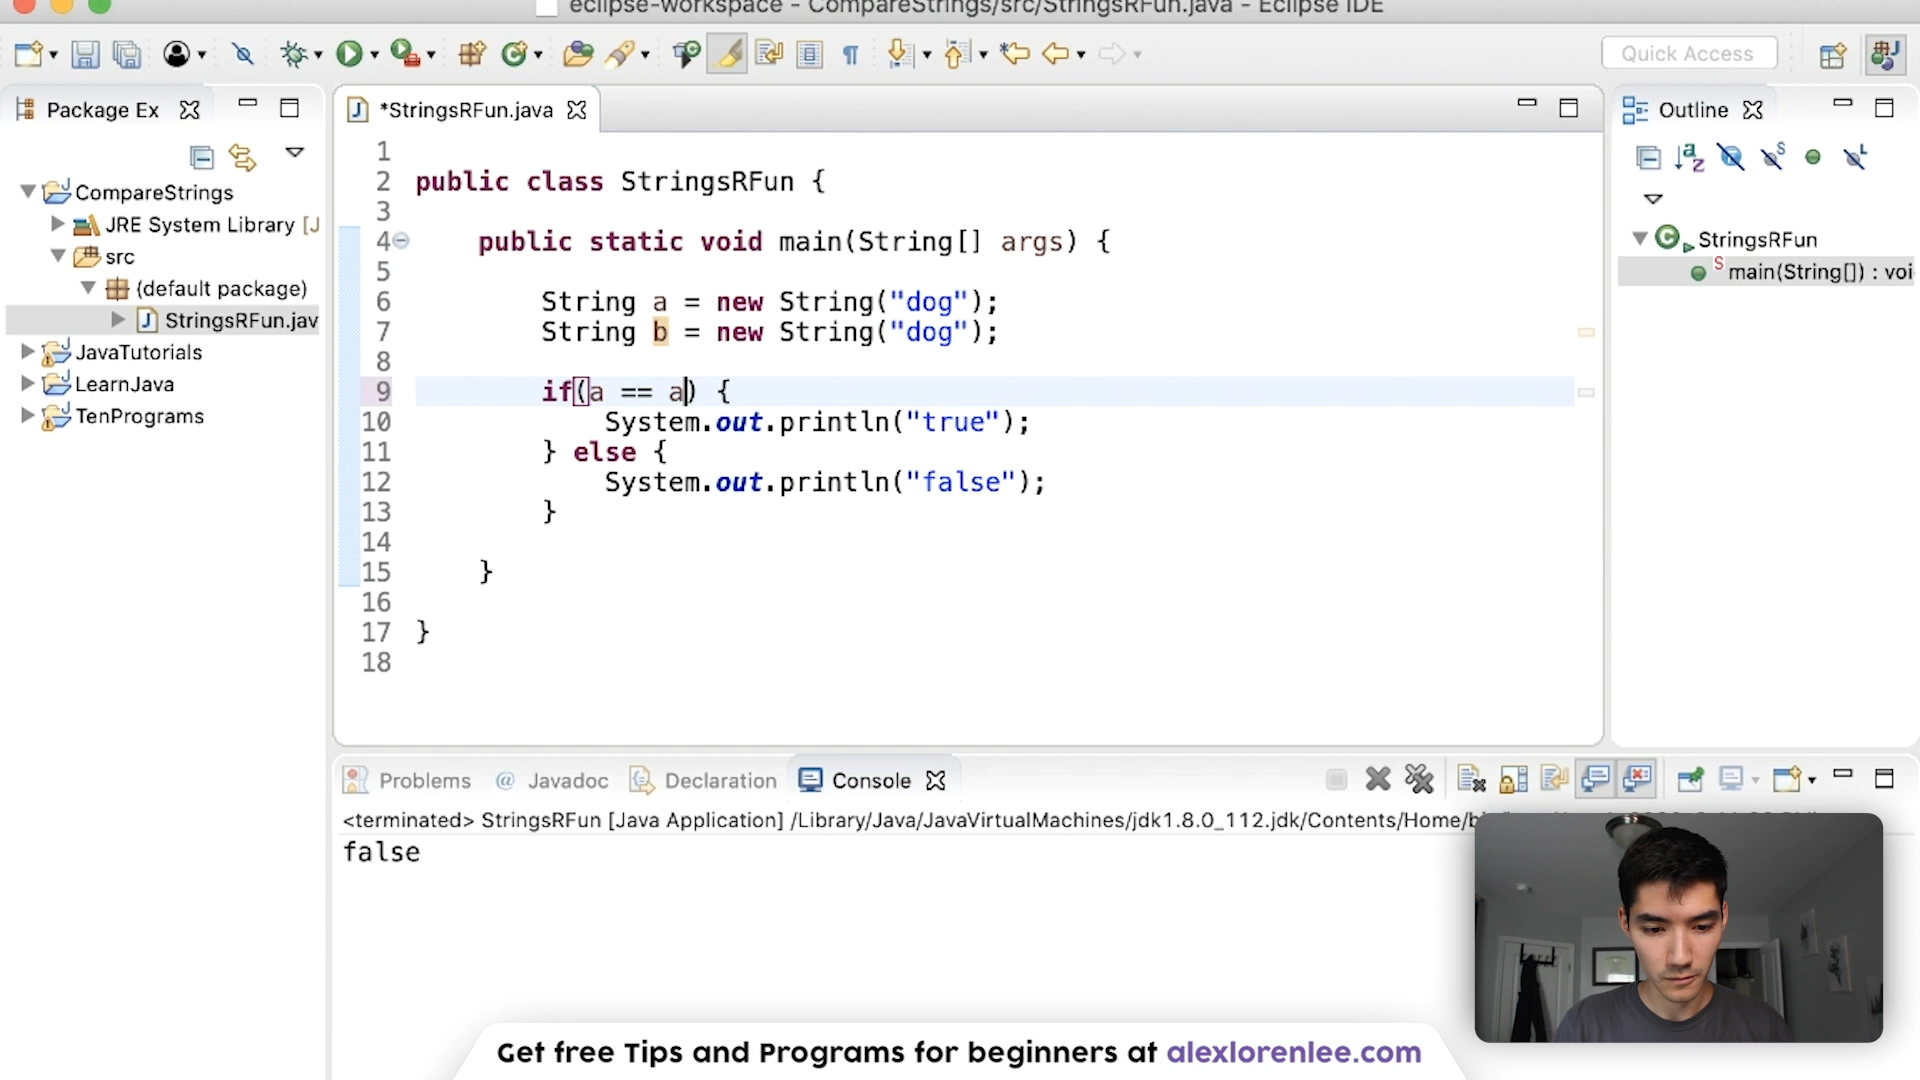 eclipse-workspace - CompareStrings/src/StringsRFun.java - Eclipse IDE
Quick Access
Package Ex
*StringsRFun.java
Outline
CompareStrings
JRE System Library [J
src
(default package)
StringsRFun.jav
JavaTutorials
LearnJava
TenPrograms
1
2 public class StringsRFun {
3
4 public static void main(String[] args) {
5
6 String a = new String("dog");
7 String b = new String("dog");
8
9 if(a == a) {
10 System.out.println("true");
11 } else {
12 System.out.println("false");
13 }
14
15 }
16
17 }
18
StringsRFun
main(String[]) : voi
Problems @ Javadoc Declaration Console
<terminated> StringsRFun [Java Application] /Library/Java/JavaVirtualMachines/jdk1.8.0_112.jdk/Contents/Home/bi
false
Get free Tips and Programs for beginners at alexlorenlee.com